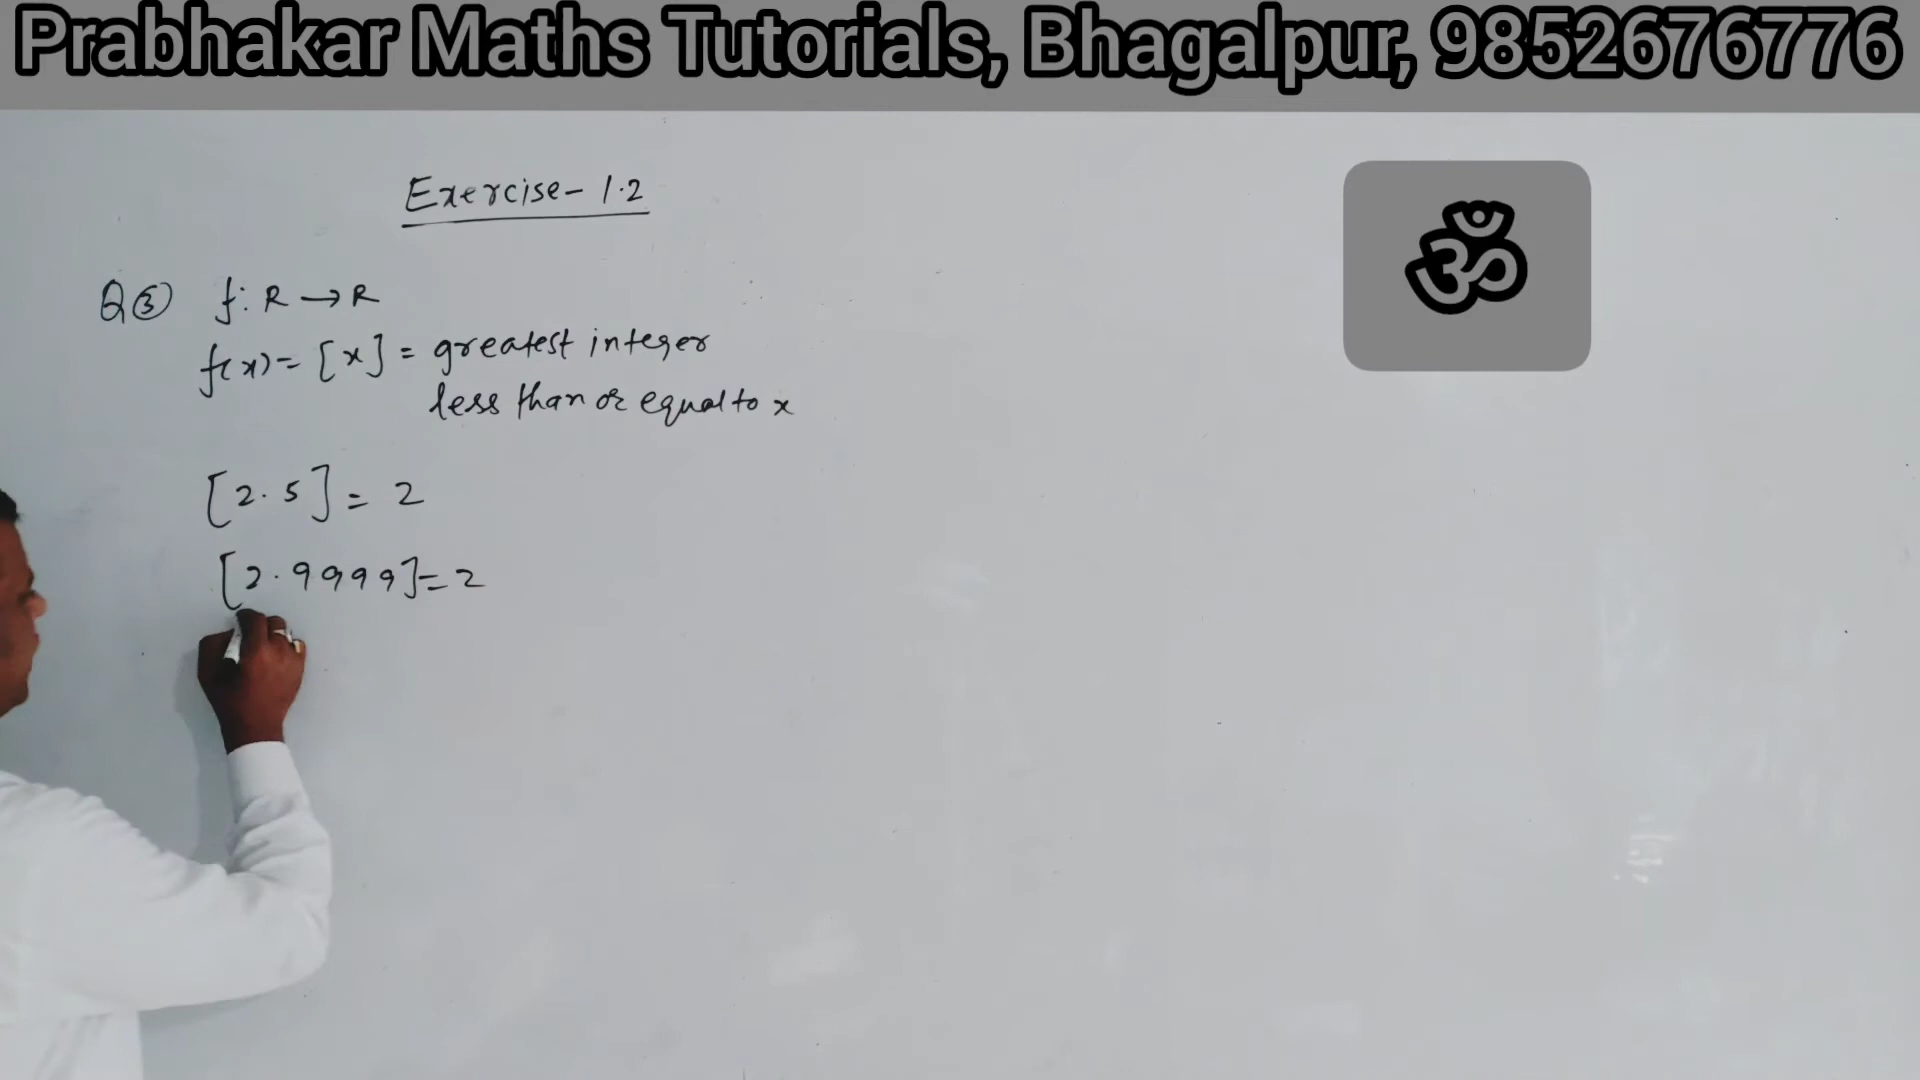 Prabhakar Maths Tutorials, Bhagalpur, 9852676776
Exercise - 1.2
ॐ
Q③ f: R → R
f(x) = [x] = greatest integer
less than or equal to x
[2.5] = 2
[2.9999] = 2